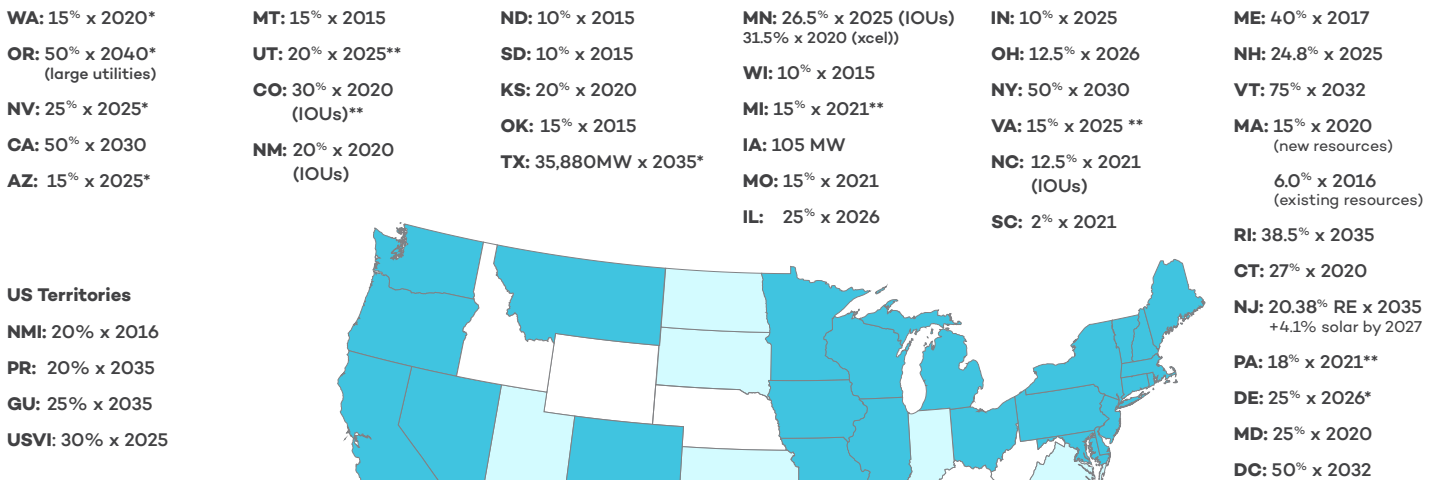 WA: 15% x 2020*
OR: 50% x 2040*
(large utilities)
NV: 25% x 2025*
CA: 50% x 2030
AZ: 15% x 2025*
US Territories
NMI: 20% x 2016
PR: 20% x 2035
GU: 25% x 2035
USVI: 30% x 2025
MT: 15% x 2015
UT: 20% x 2025**
CO: 30% x 2020
(IOUs)**
NM: 20% x 2020
(IOUs)
ND: 10% x 2015
SD: 10% x 2015
KS: 20% x 2020
OK: 15% x 2015
TX: 35,880MW x 2035*
MN: 26.5% x 2025 (IOUs)
31.5% x 2020 (xcel))
WI: 10% x 2015
MI: 15% x 2021**
IA: 105 MW
MO: 15% x 2021
IL: 25% x 2026
IN: 10% x 2025
OH: 12.5% x 2026
NY: 50% x 2030
VA: 15% x 2025 **
NC: 12.5% x 2021
(IOUs)
SC: 2% x 2021
ME: 40% x 2017
NH: 24.8% x 2025
VT: 75% x 2032
MA: 15% x 2020
(new resources)
6.0% x 2016
(existing resources)
RI: 38.5% x 2035
CT: 27% x 2020
NJ: 20.38% RE x 2035
+4.1% solar by 2027
PA: 18% x 2021**
DE: 25% x 2026*
MD: 25% x 2020
DC: 50% x 2032